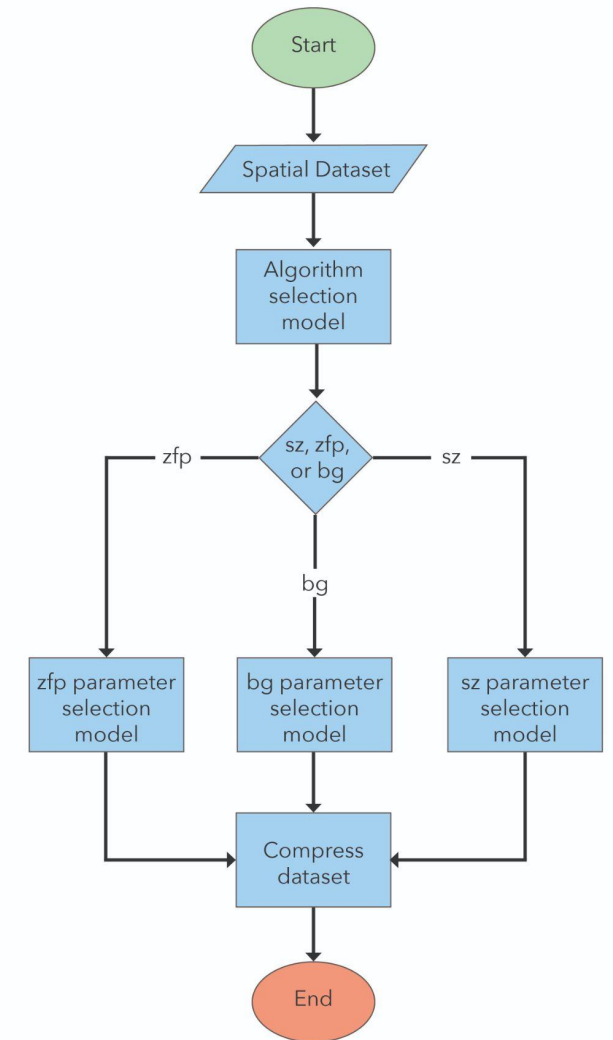 Start
Spatial Dataset
Algorithm
selection
model
sz, zfp,
or bg
zfp
sz
bg
zfp parameter
selection
model
bg parameter
selection
model
sz parameter
selection
model
Compress
dataset
End